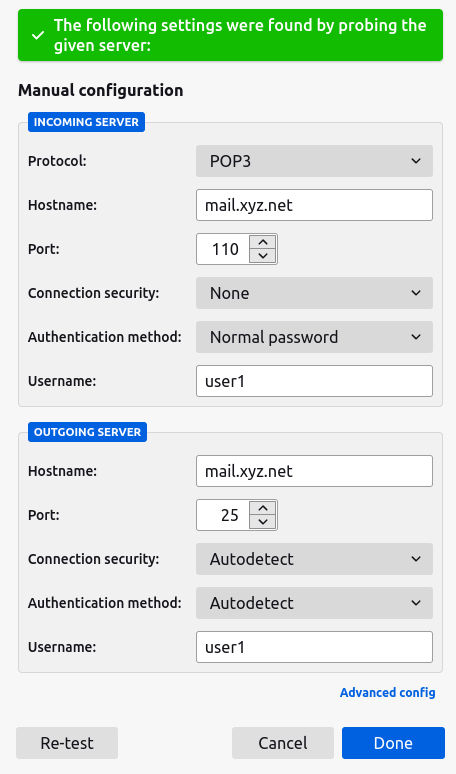 The following settings were found by probing the
given server:
Manual configuration
INCOMING SERVER
Protocol: POP3
Hostname: mail.xyz.net
Port: 110
Connection security: None
Authentication method: Normal password
Username: user1
OUTGOING SERVER
Hostname: mail.xyz.net
Port: 25
Connection security: Autodetect
Authentication method: Autodetect
Username: user1
Advanced config
Re-test Cancel Done